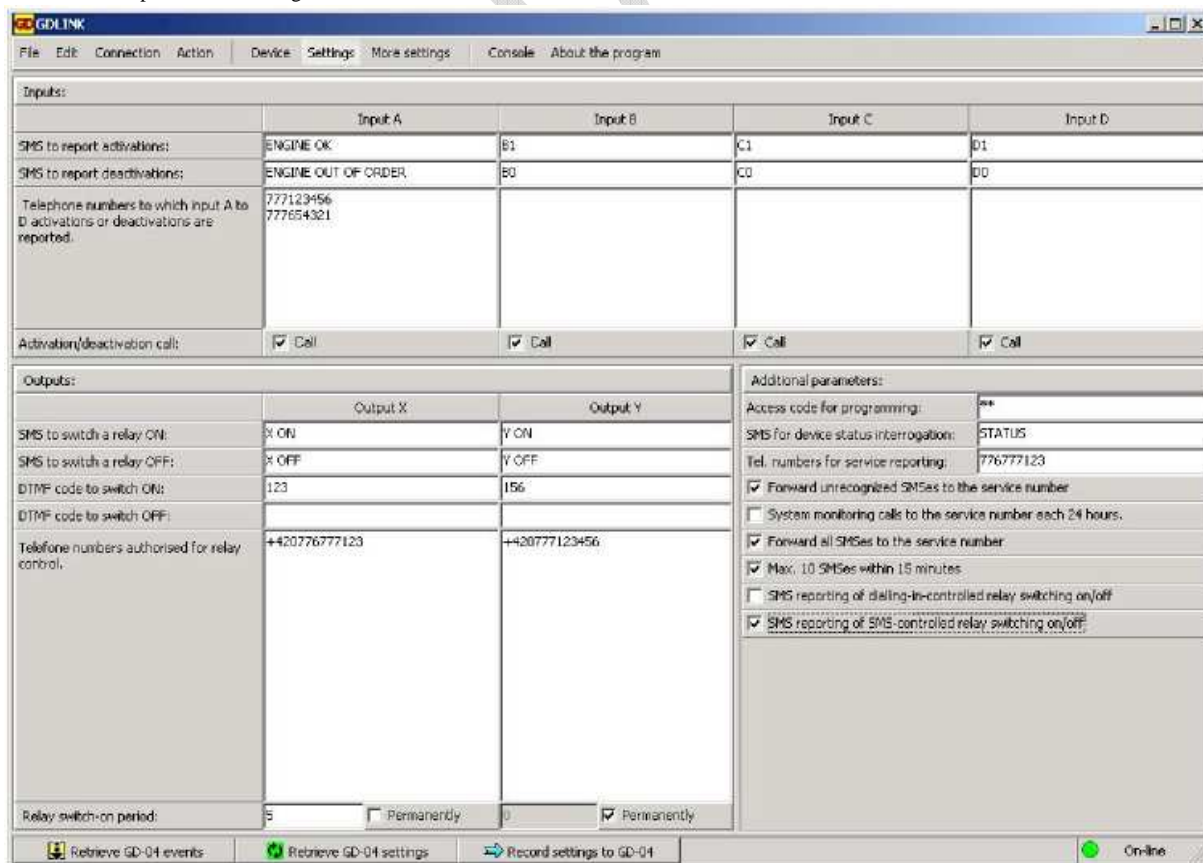 GD GDLINK
File Edit Connection Action Device Settings More settings Console About the program
Inputs:
Input A Input B Input C Input D
SMS to report activations: ENGINE OK B1 C1 D1
SMS to report deactivations: ENGINE OUT OF ORDER B0 C0 D0
Telephone numbers to which input A to D activations or deactivations are reported.
777123456
777654321
Activation/deactivation call: Call Call Call Call
Outputs:
Output X Output Y
SMS to switch a relay ON: X ON Y ON
SMS to switch a relay OFF: X OFF Y OFF
DTMF code to switch ON: 123 156
DTMF code to switch OFF:
Telefone numbers authorised for relay control.
+420776777123 +420777123456
Relay switch-on period: 5 Permanently 0 Permanently
Additional parameters:
Access code for programming: **
SMS for device status interrogation: STATUS
Tel. numbers for service reporting: 776777123
Forward unrecognized SMSes to the service number
System monitoring calls to the service number each 24 hours.
Forward all SMSes to the service number
Max. 10 SMSes within 15 minutes
SMS reporting of dialling-in-controlled relay switching on/off
SMS reporting of SMS-controlled relay switching on/off
Retrieve GD-04 events Retrieve GD-04 settings Record settings to GD-04 On-line